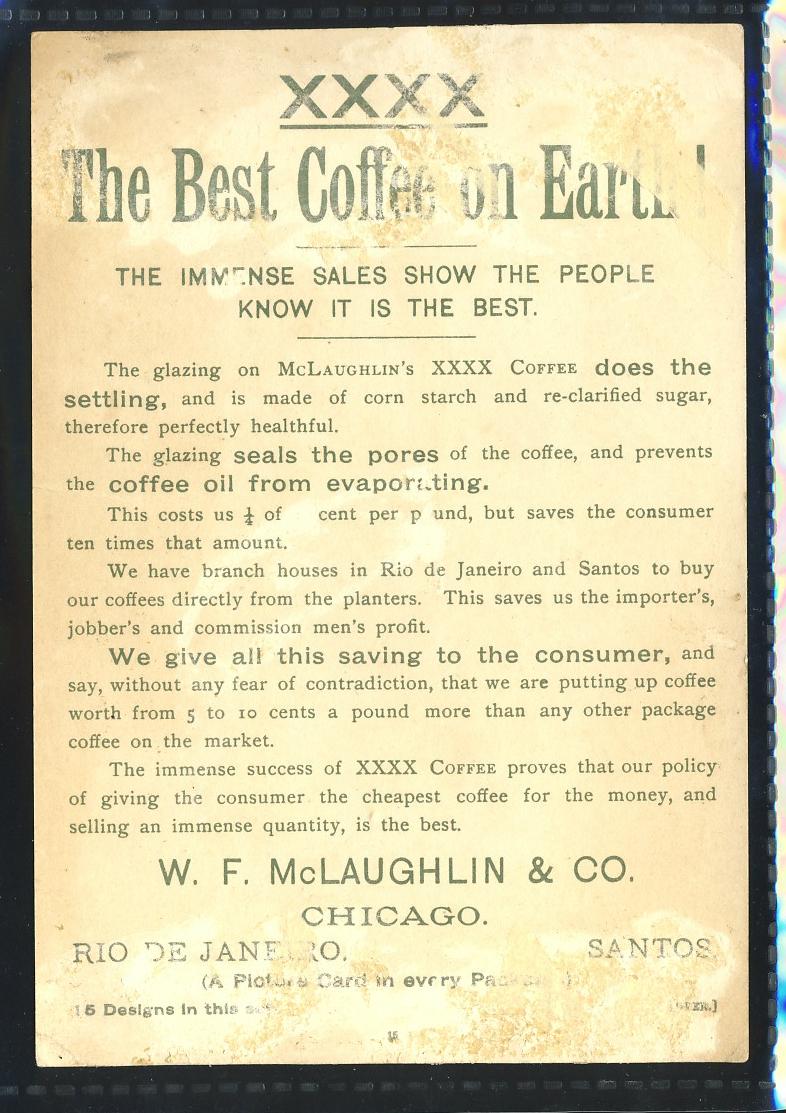 XXXX
The Best Coffee on Earth!
THE IMMENSE SALES SHOW THE PEOPLE
KNOW IT IS THE BEST.
The glazing on McLAUGHLIN'S XXXX COFFEE does the
settling, and is made of corn starch and re-clarified sugar,
therefore perfectly healthful.
The glazing seals the pores of the coffee, and prevents
the coffee oil from evaporating.
This costs us of cent per pound, but saves the consumer
ten times that amount.
We have branch houses in Rio de Janeiro and Santos to buy
our coffees directly from the planters. This saves us the importer's,
jobber's and commission men's profit.
We give all this saving to the consumer, and
say, without any fear of contradiction, that we are putting up coffee
worth from 5 to 10 cents a pound more than any other package
coffee on the market.
The immense success of XXXX COFFEE proves that our policy
of giving the consumer the cheapest coffee for the money, and
selling an immense quantity, is the best.
W. F. McLAUGHLIN & CO.
CHICAGO.
RIO DE JANEIRO. SANTOS.
(A Picture Card in every Package.)
15 Designs in this set. [OVER.]
15